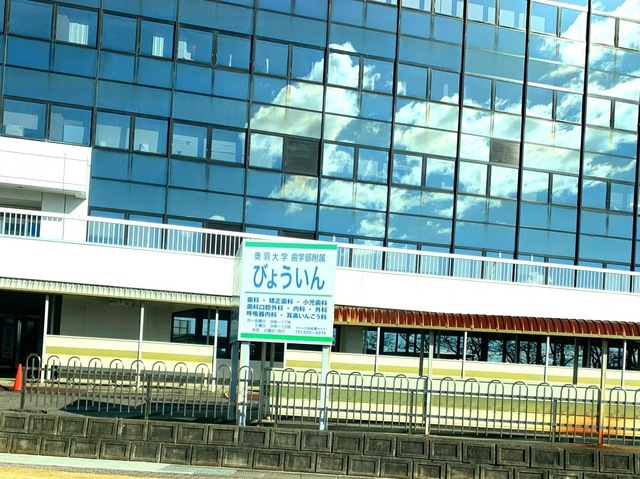 奥羽大学 歯学部附属
びょういん
歯科・矯正歯科・小児歯科
歯科口腔外科・内科・外科
呼吸器内科・耳鼻いんこう科